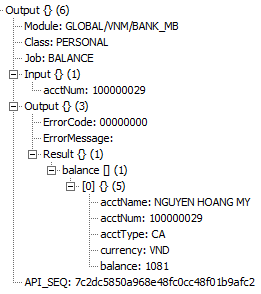 Output {} (6)
Module: GLOBAL/VNM/BANK_MB
Class: PERSONAL
Job: BALANCE
Input {} (1)
acctNum: 100000029
Output {} (3)
ErrorCode: 00000000
ErrorMessage:
Result {} (1)
balance [] (1)
[0] {} (5)
acctName: NGUYEN HOANG MY
acctNum: 100000029
acctType: CA
currency: VND
balance: 1081
API_SEQ: 7c2dc5850a968e48fc0cc48f01b9afc2